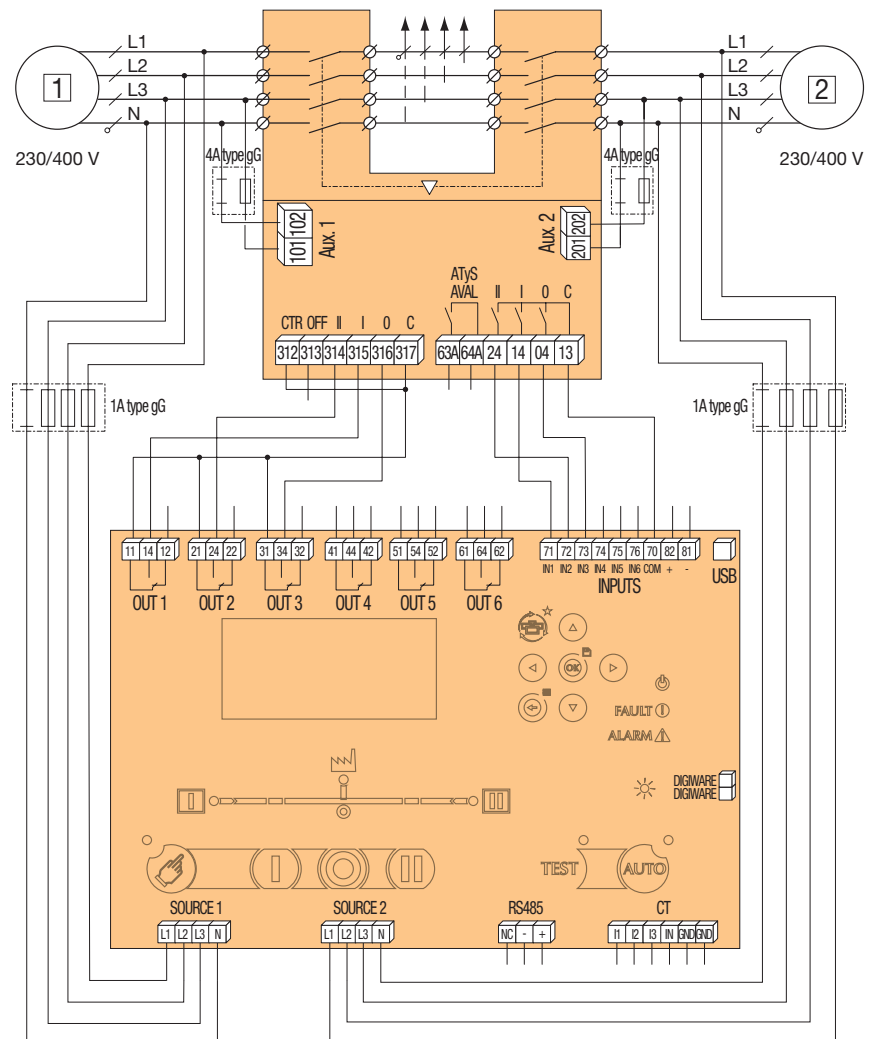 L1 L1
L2 L2
1 L3 L3 2
N N
230/400 V 4A type gG 4A type gG 230/400 V
101 102 Aux. 1 Aux. 2 201 202
ATyS
AVAL II I 0 C
CTR OFF II I 0 C
312 313 314 315 316 317 63A 64A 24 14 04 13
1A type gG 1A type gG
11 14 12 21 24 22 31 34 32 41 44 42 51 54 52 61 64 62 71 72 73 74 75 76 70 82 81
IN1 IN2 IN3 IN4 IN5 IN6 COM + -
OUT 1 OUT 2 OUT 3 OUT 4 OUT 5 OUT 6 INPUTS USB
OK
FAULT
ALARM
DIGIWARE
DIGIWARE
I II
I II TEST AUTO
SOURCE 1 SOURCE 2 RS485 CT
L1 L2 L3 N L1 L2 L3 N NC - + I1 I2 I3 IN GND GND